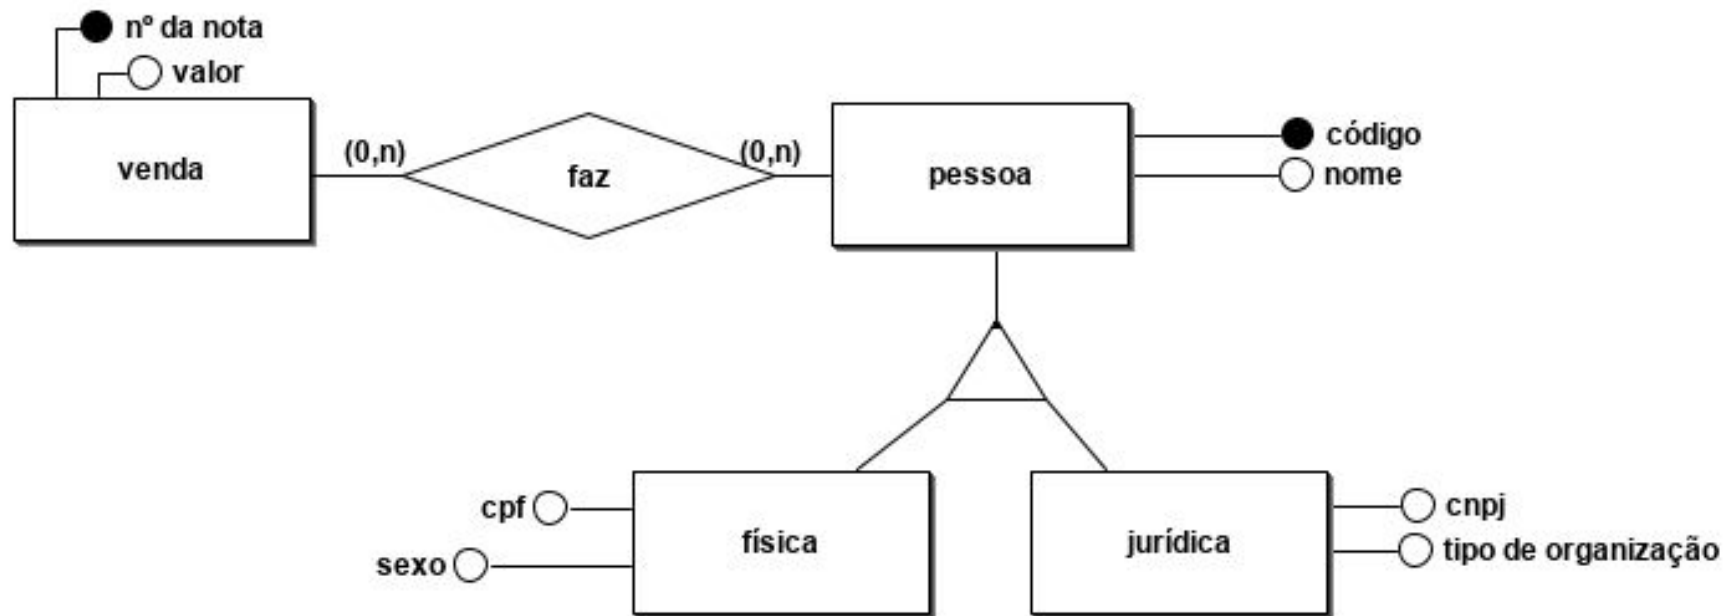 nº da nota
valor
venda
(0,n)
faz
(0,n)
pessoa
código
nome
cpf
sexo
física
jurídica
cnpj
tipo de organização